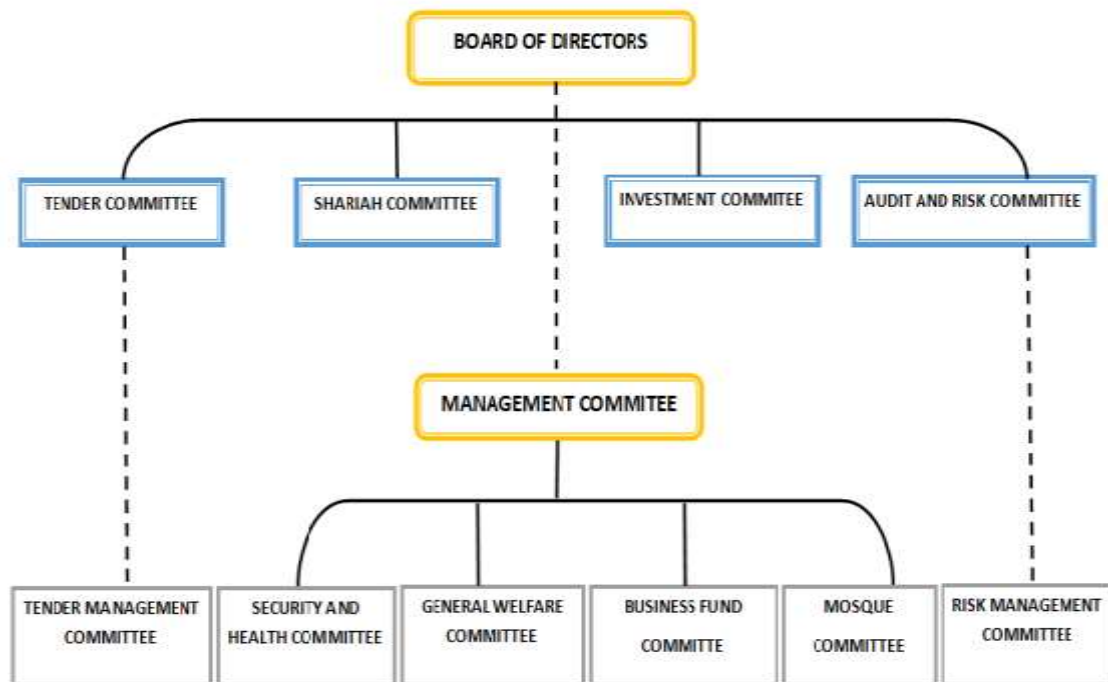 BOARD OF DIRECTORS
TENDER COMMITTEE
SHARIAH COMMITTEE
INVESTMENT COMMITEE
AUDIT AND RISK COMMITTEE
MANAGEMENT COMMITEE
TENDER MANAGEMENT
COMMITTEE
SECURITY AND
HEALTH COMMITTEE
GENERAL WELFARE
COMMITTEE
BUSINESS FUND
COMMITTE
MOSQUE
COMMITTEE
RISK MANAGEMENT
COMMITTEE